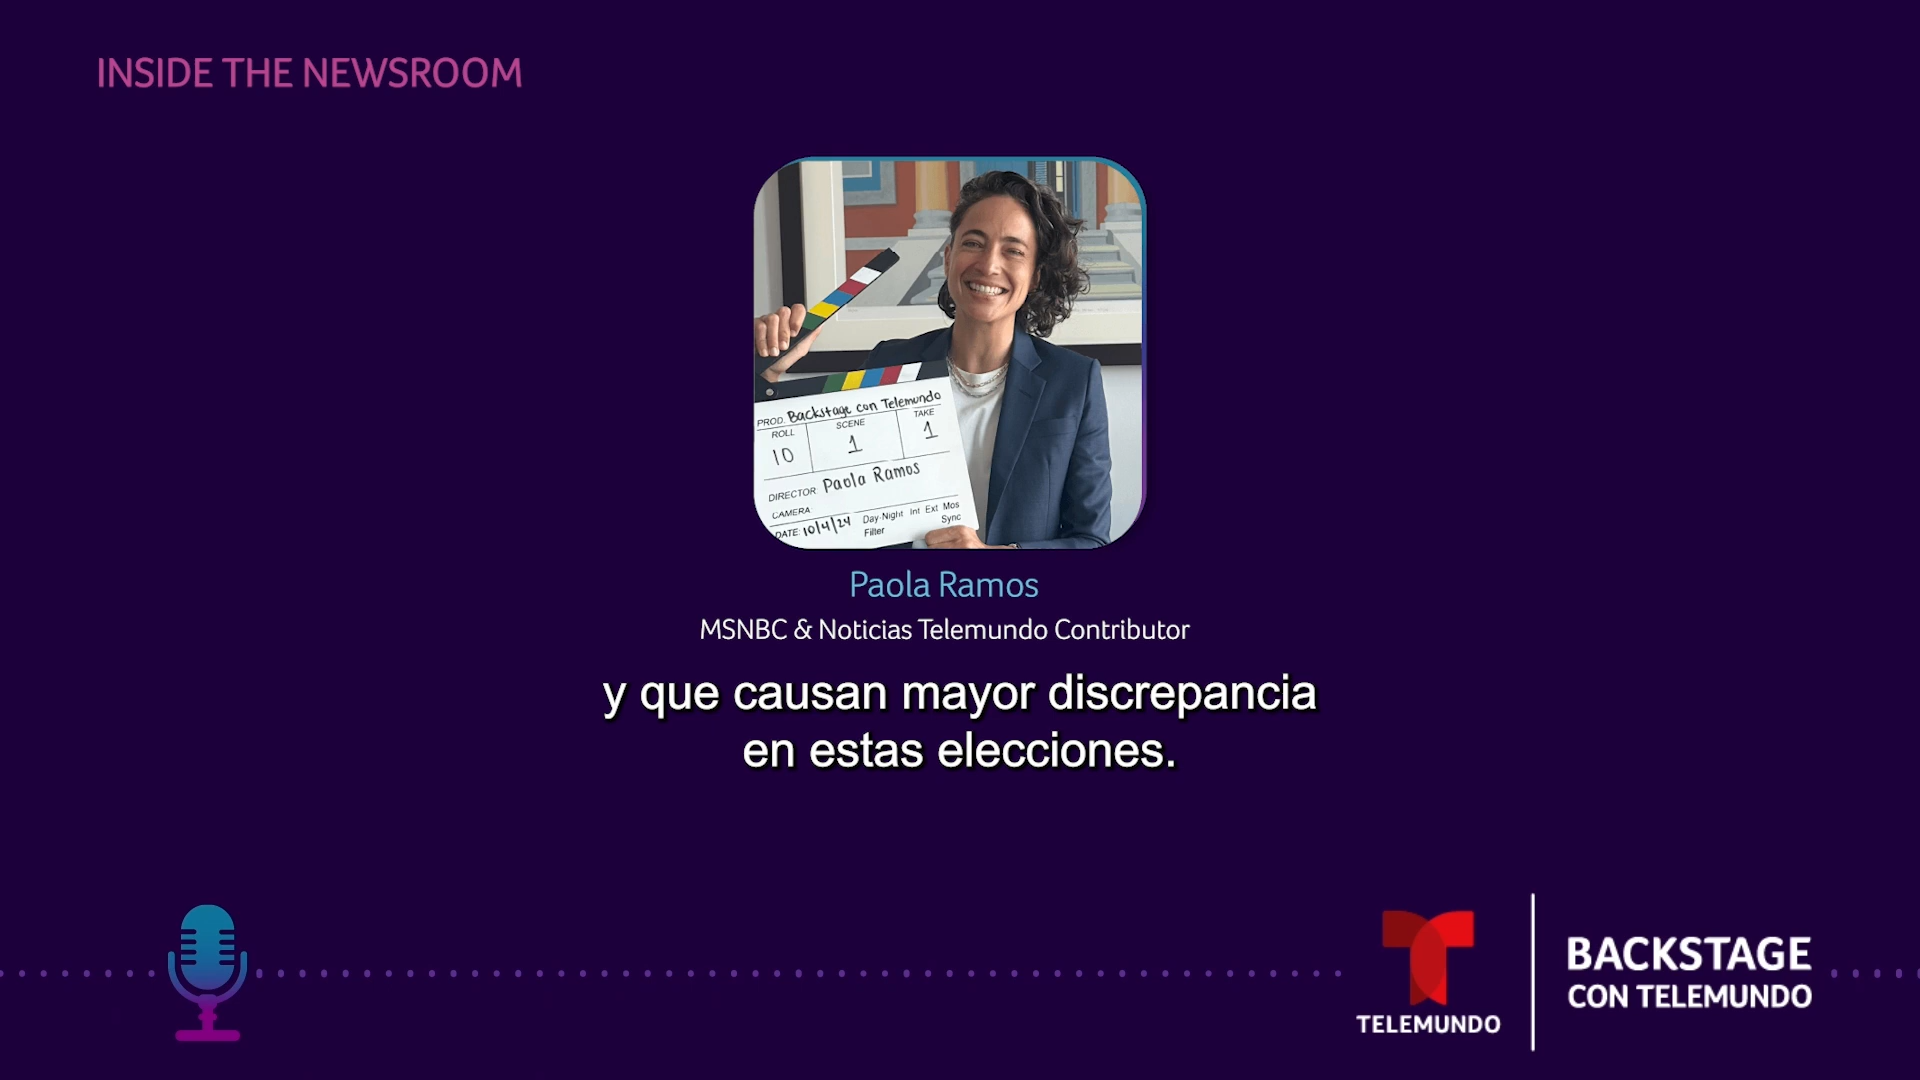 INSIDE THE NEWSROOM
PROD. Backstage con Telemundo
ROLL SCENE TAKE
10 1 1
DIRECTOR: Paola Ramos
CAMERA:
DATE: 10/4/24 Day-Night Int Ext Mos
Filter Sync
Paola Ramos
MSNBC & Noticias Telemundo Contributor
y que causan mayor discrepancia
en estas elecciones.
TELEMUNDO
BACKSTAGE
CON TELEMUNDO